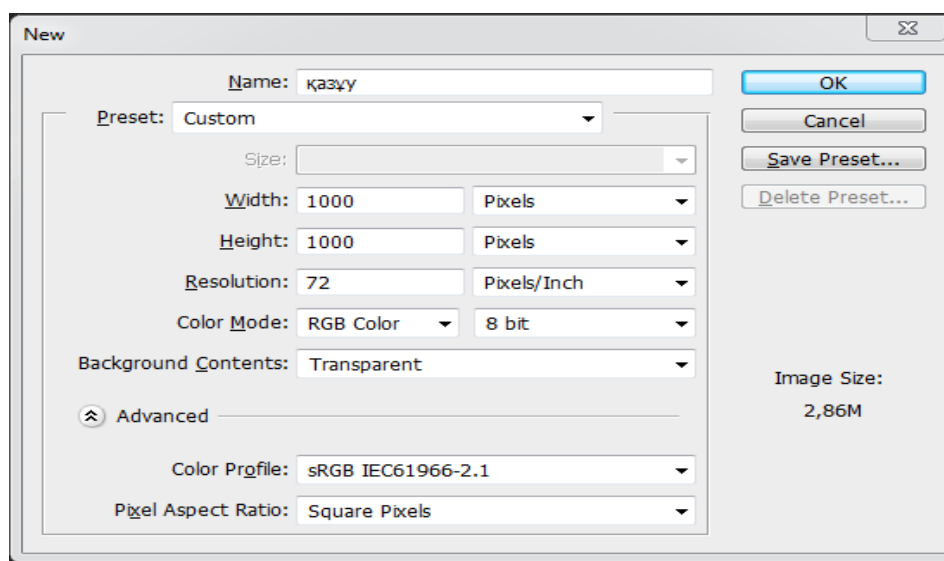 New
Name: қазұу
Preset: Custom
Size:
Width: 1000 Pixels
Height: 1000 Pixels
Resolution: 72 Pixels/Inch
Color Mode: RGB Color 8 bit
Background Contents: Transparent
Advanced
Color Profile: sRGB IEC61966-2.1
Pixel Aspect Ratio: Square Pixels
OK
Cancel
Save Preset...
Delete Preset...
Image Size:
2,86M